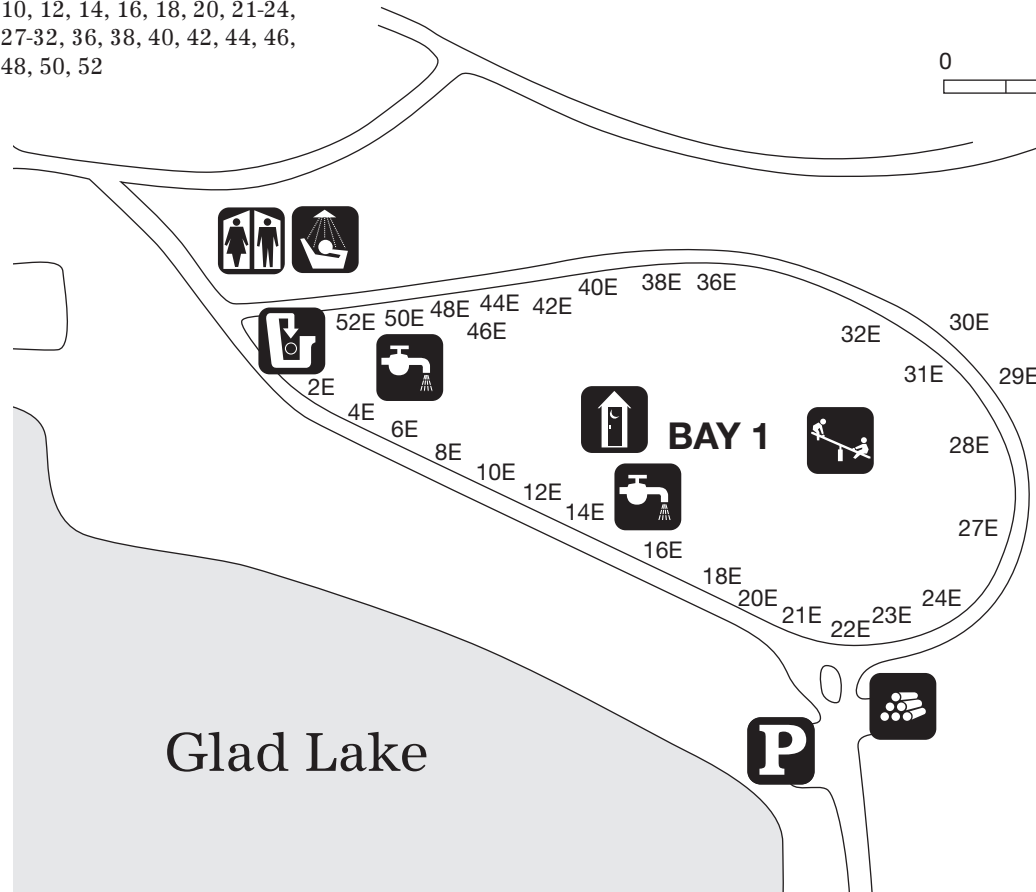 10, 12, 14, 16, 18, 20, 21-24,
27-32, 36, 38, 40, 42, 44, 46,
48, 50, 52
0
40E
38E
36E
52E
50E
48E
44E
42E
46E
32E
30E
31E
29E
2E
4E
6E
8E
10E
12E
14E
BAY 1
28E
27E
16E
18E
20E
21E
22E
23E
24E
P
Glad Lake